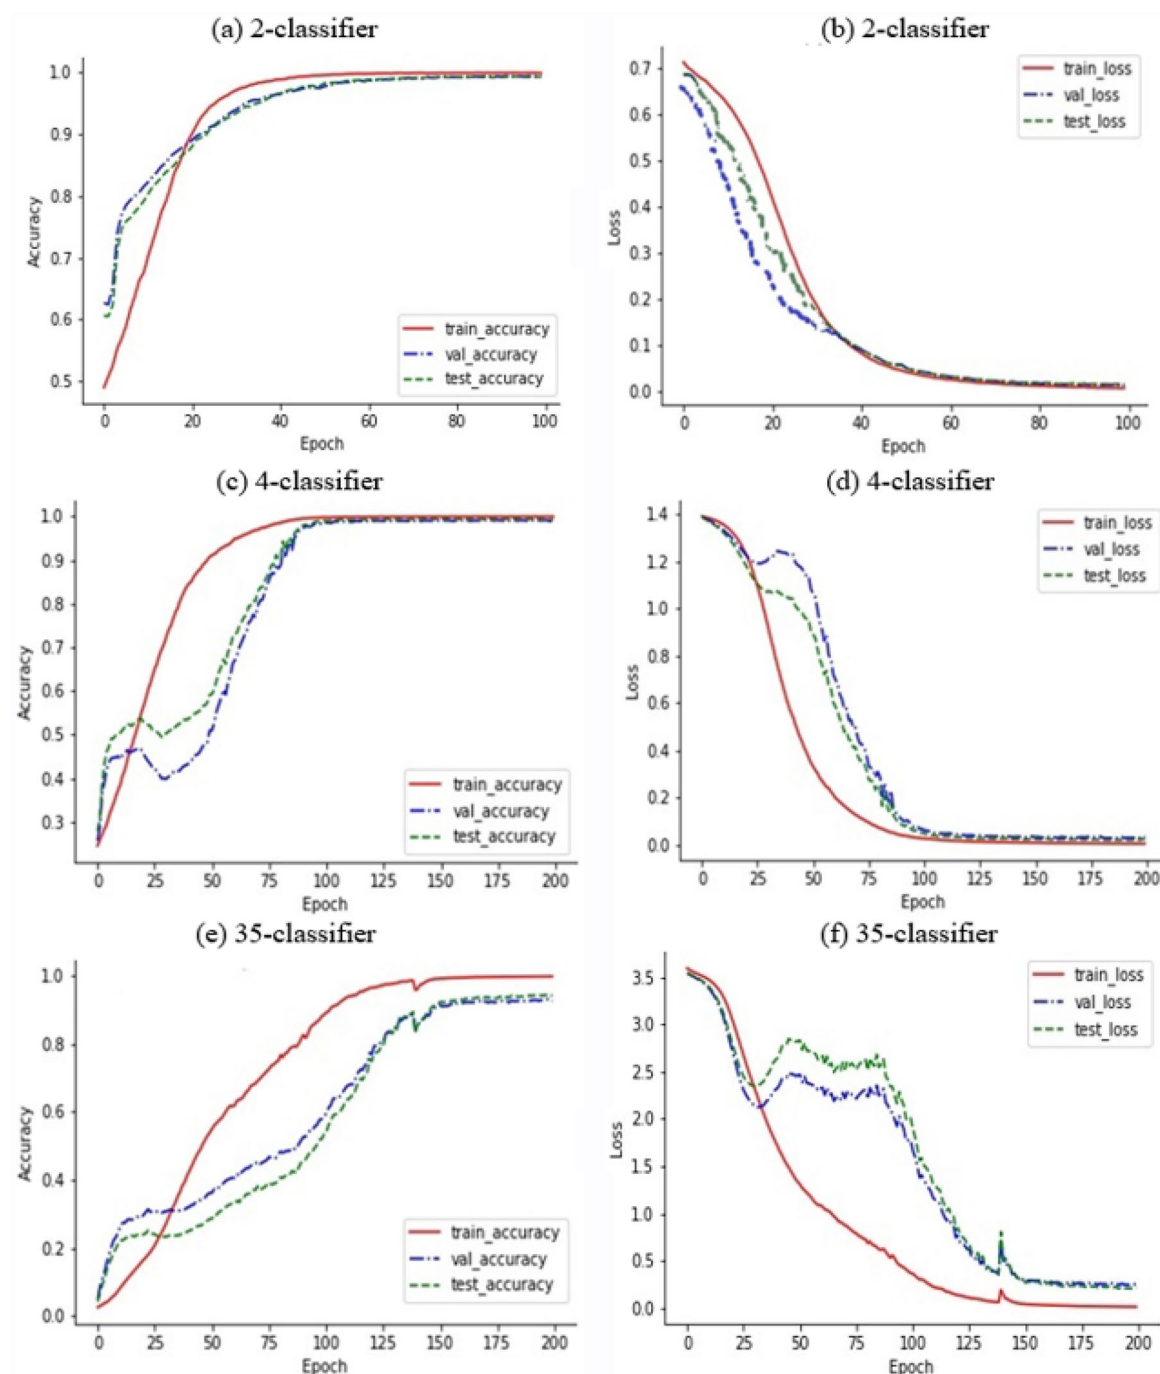 (a) 2-classifier
1.0
0.9
0.8
0.7
0.6
0.5
Accuracy
train_accuracy
val_accuracy
test_accuracy
0 20 40 60 80 100
Epoch
(b) 2-classifier
0.7
0.6
0.5
0.4
0.3
0.2
0.1
0.0
Loss
train_loss
val_loss
test_loss
0 20 40 60 80 100
Epoch
(c) 4-classifier
1.0
0.9
0.8
0.7
0.6
0.5
0.4
0.3
Accuracy
train_accuracy
val_accuracy
test_accuracy
0 25 50 75 100 125 150 175 200
Epoch
(d) 4-classifier
1.4
1.2
1.0
0.8
0.6
0.4
0.2
0.0
Loss
train_loss
val_loss
test_loss
0 25 50 75 100 125 150 175 200
Epoch
(e) 35-classifier
1.0
0.8
0.6
0.4
0.2
0.0
Accuracy
train_accuracy
val_accuracy
test_accuracy
0 25 50 75 100 125 150 175 200
Epoch
(f) 35-classifier
3.5
3.0
2.5
2.0
1.5
1.0
0.5
0.0
Loss
train_loss
val_loss
test_loss
0 25 50 75 100 125 150 175 200
Epoch